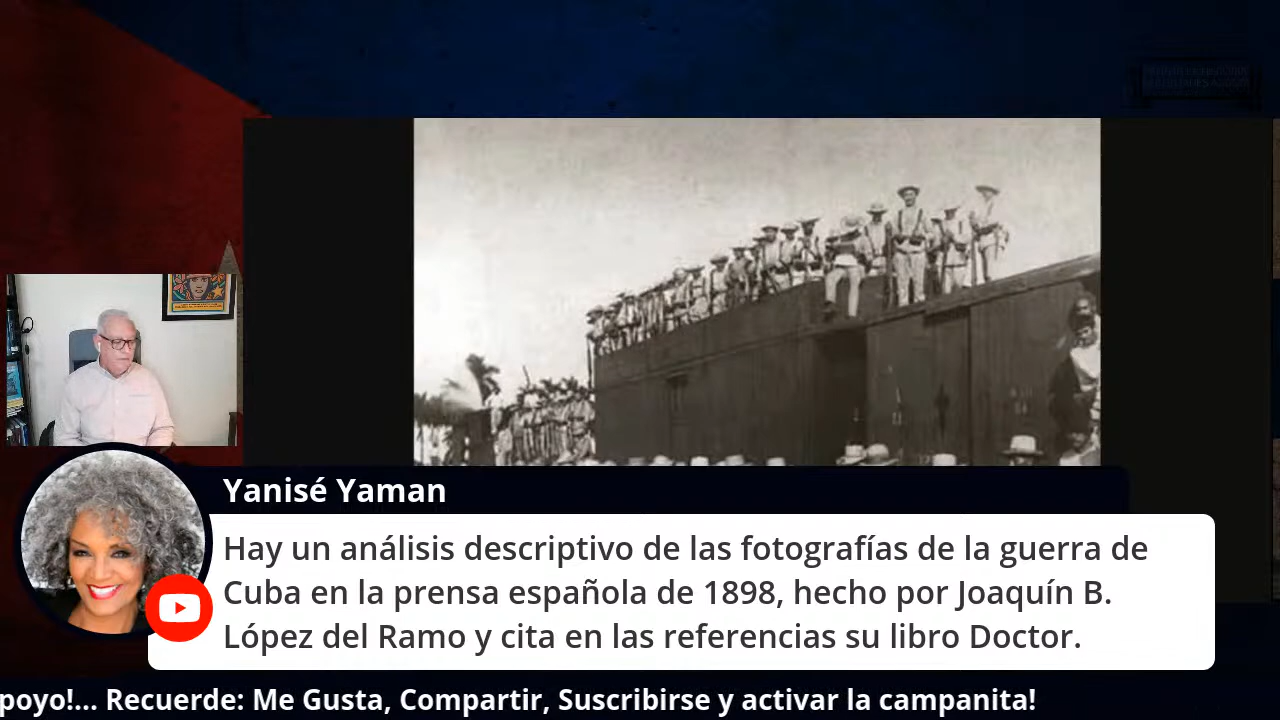 Yanisé Yaman
Hay un análisis descriptivo de las fotografías de la guerra de
Cuba en la prensa española de 1898, hecho por Joaquín B.
López del Ramo y cita en las referencias su libro Doctor.
poyo!... Recuerde: Me Gusta, Compartir, Suscribirse y activar la campanita!